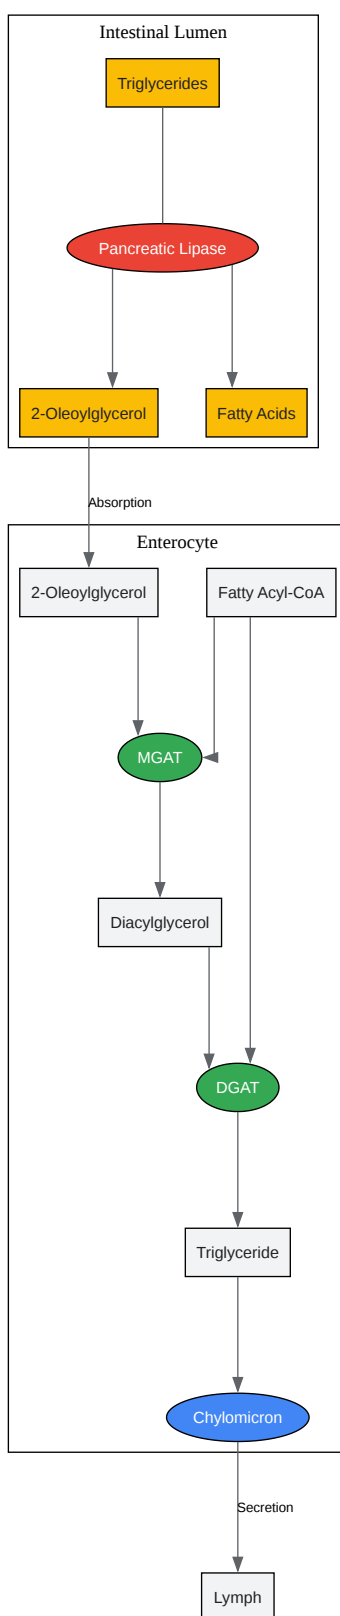 Intestinal Lumen
Triglycerides
Pancreatic Lipase
2-Oleoylglycerol
Fatty Acids
Absorption
Enterocyte
2-Oleoylglycerol
Fatty Acyl-CoA
MGAT
Diacylglycerol
DGAT
Triglyceride
Chylomicron
Secretion
Lymph